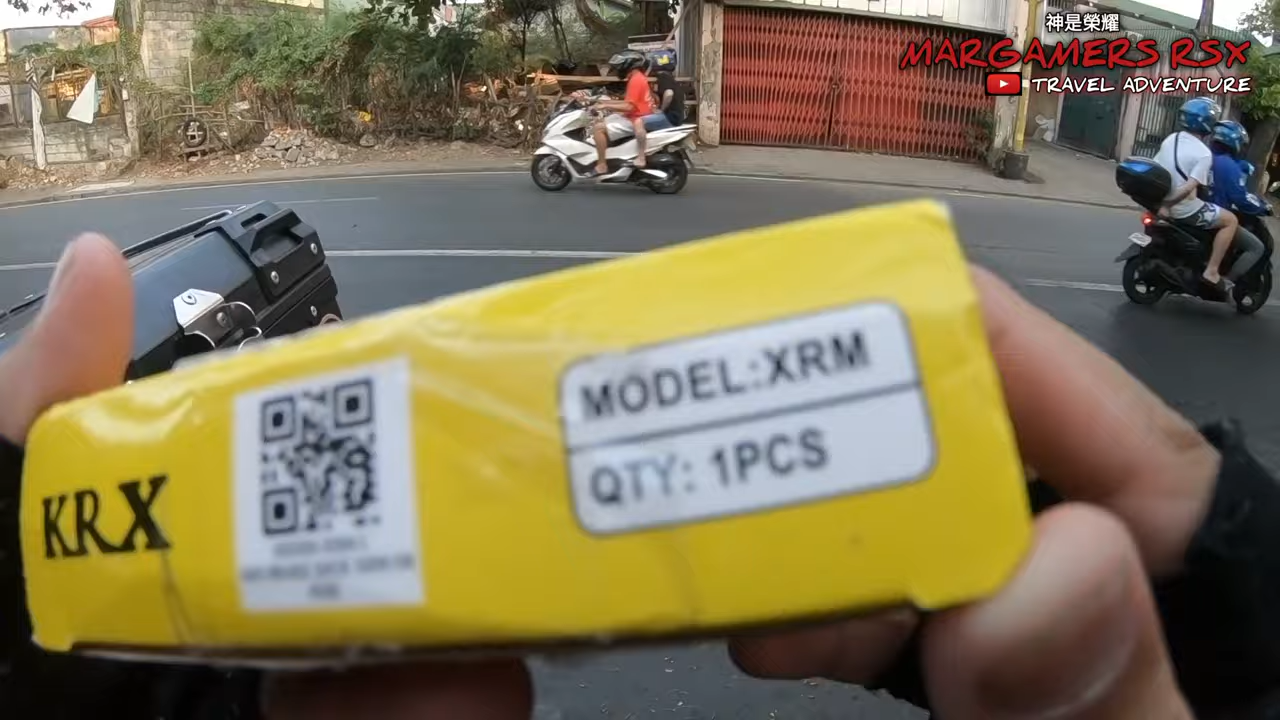 神是榮耀
MARGAMERS RSX
TRAVEL ADVENTURE
MODEL:XRM
QTY: 1PCS
KRX